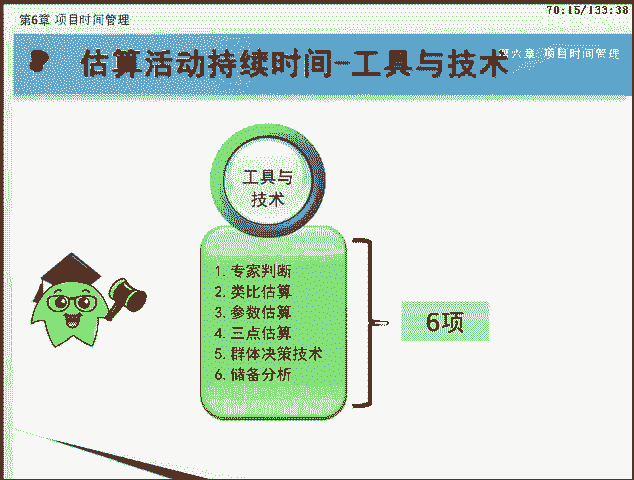 第6章 项目时间管理
70:15/133:38
估算活动持续时间-工具与技术
第六章 项目时间管理
工具与
技术
1. 专家判断
2. 类比估算
3. 参数估算
4. 三点估算
5. 群体决策技术
6. 储备分析
6项